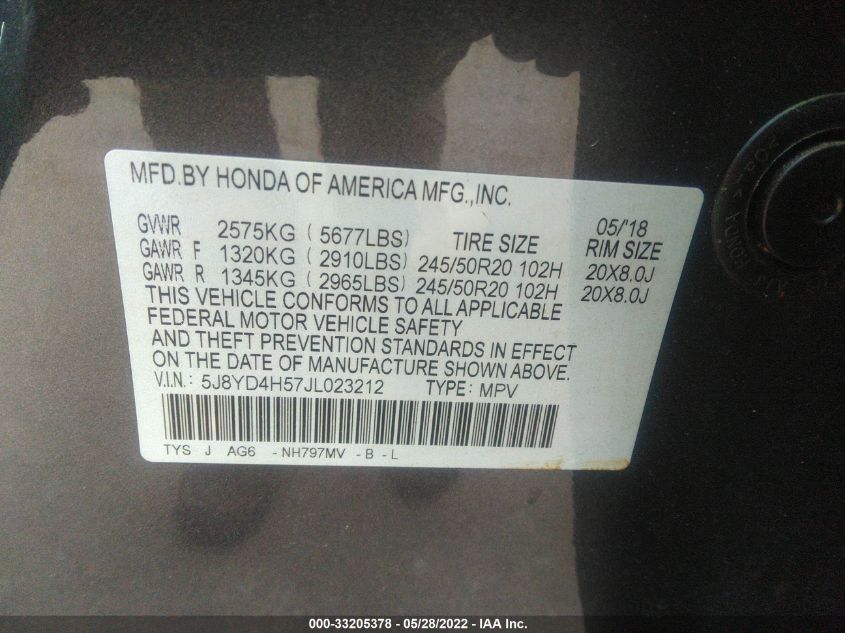 MFD.BY HONDA OF AMERICA MFG.,INC.
05/'18
GVWR 2575KG ( 5677LBS) TIRE SIZE RIM SIZE
GAWR F 1320KG ( 2910LBS) 245/50R20 102H 20X8.0J
GAWR R 1345KG ( 2965LBS) 245/50R20 102H 20X8.0J
THIS VEHICLE CONFORMS TO ALL APPLICABLE
FEDERAL MOTOR VEHICLE SAFETY
AND THEFT PREVENTION STANDARDS IN EFFECT
ON THE DATE OF MANUFACTURE SHOWN ABOVE.
V.I.N.: 5J8YD4H57JL023212 TYPE: MPV
TYS J AG6 -NH797MV -B -L
HONDA
000-33205378 - 05/28/2022 - IAA Inc.